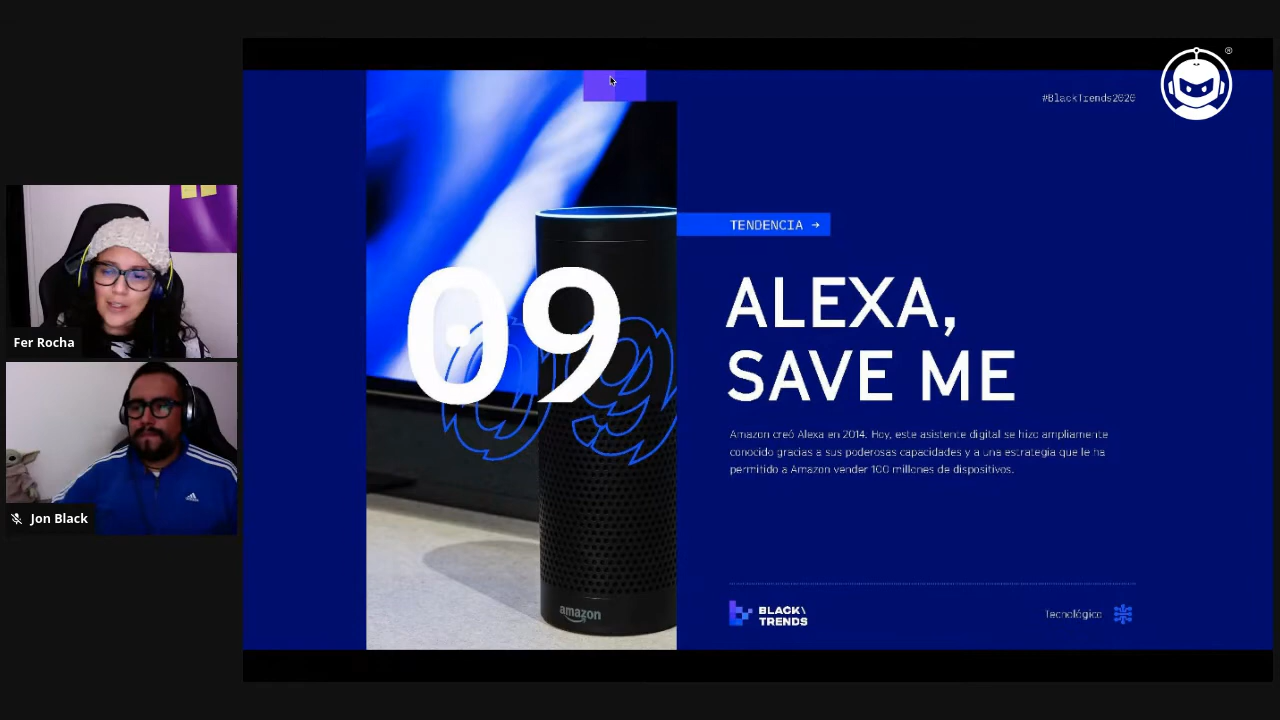 #BlackTrends2020
®
TENDENCIA →
09
ALEXA,
SAVE ME
Amazon creó Alexa en 2014. Hoy, este asistente digital se hizo ampliamente
conocido gracias a sus poderosas capacidades y a una estrategia que le ha
permitido a Amazon vender 100 millones de dispositivos.
amazon
BLACK\
TRENDS
Tecnológica
Fer Rocha
Jon Black
adidas